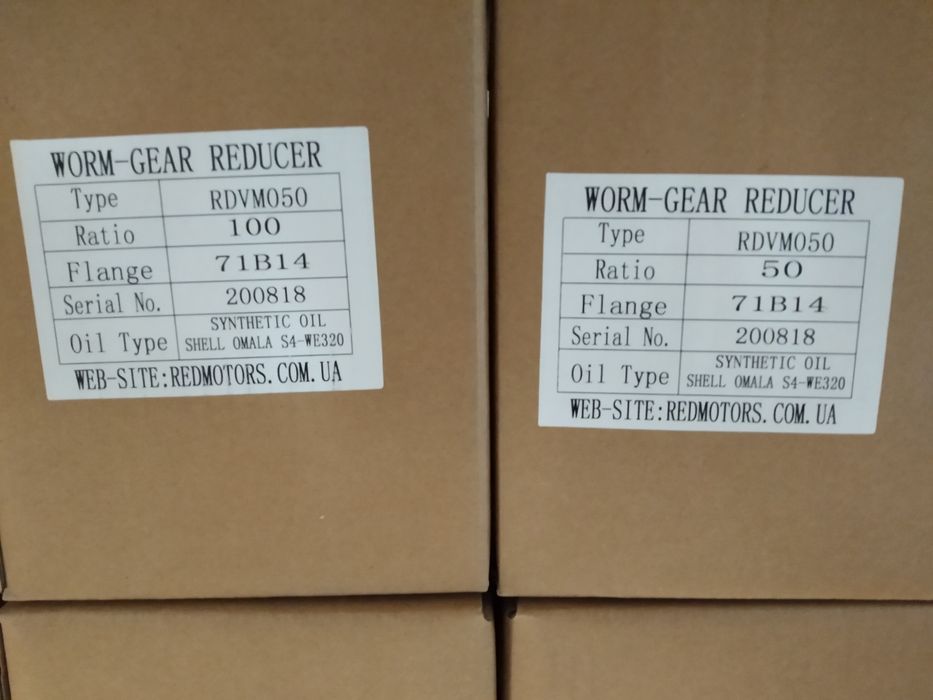 WORM-GEAR REDUCER
Type RDVM050
Ratio 100
Flange 71B14
Serial No. 200818
Oil Type SYNTHETIC OIL
SHELL OMALA S4-WE320
WEB-SITE:REDMOTORS.COM.UA
WORM-GEAR REDUCER
Type RDVM050
Ratio 50
Flange 71B14
Serial No. 200818
Oil Type SYNTHETIC OIL
SHELL OMALA S4-WE320
WEB-SITE:REDMOTORS.COM.UA